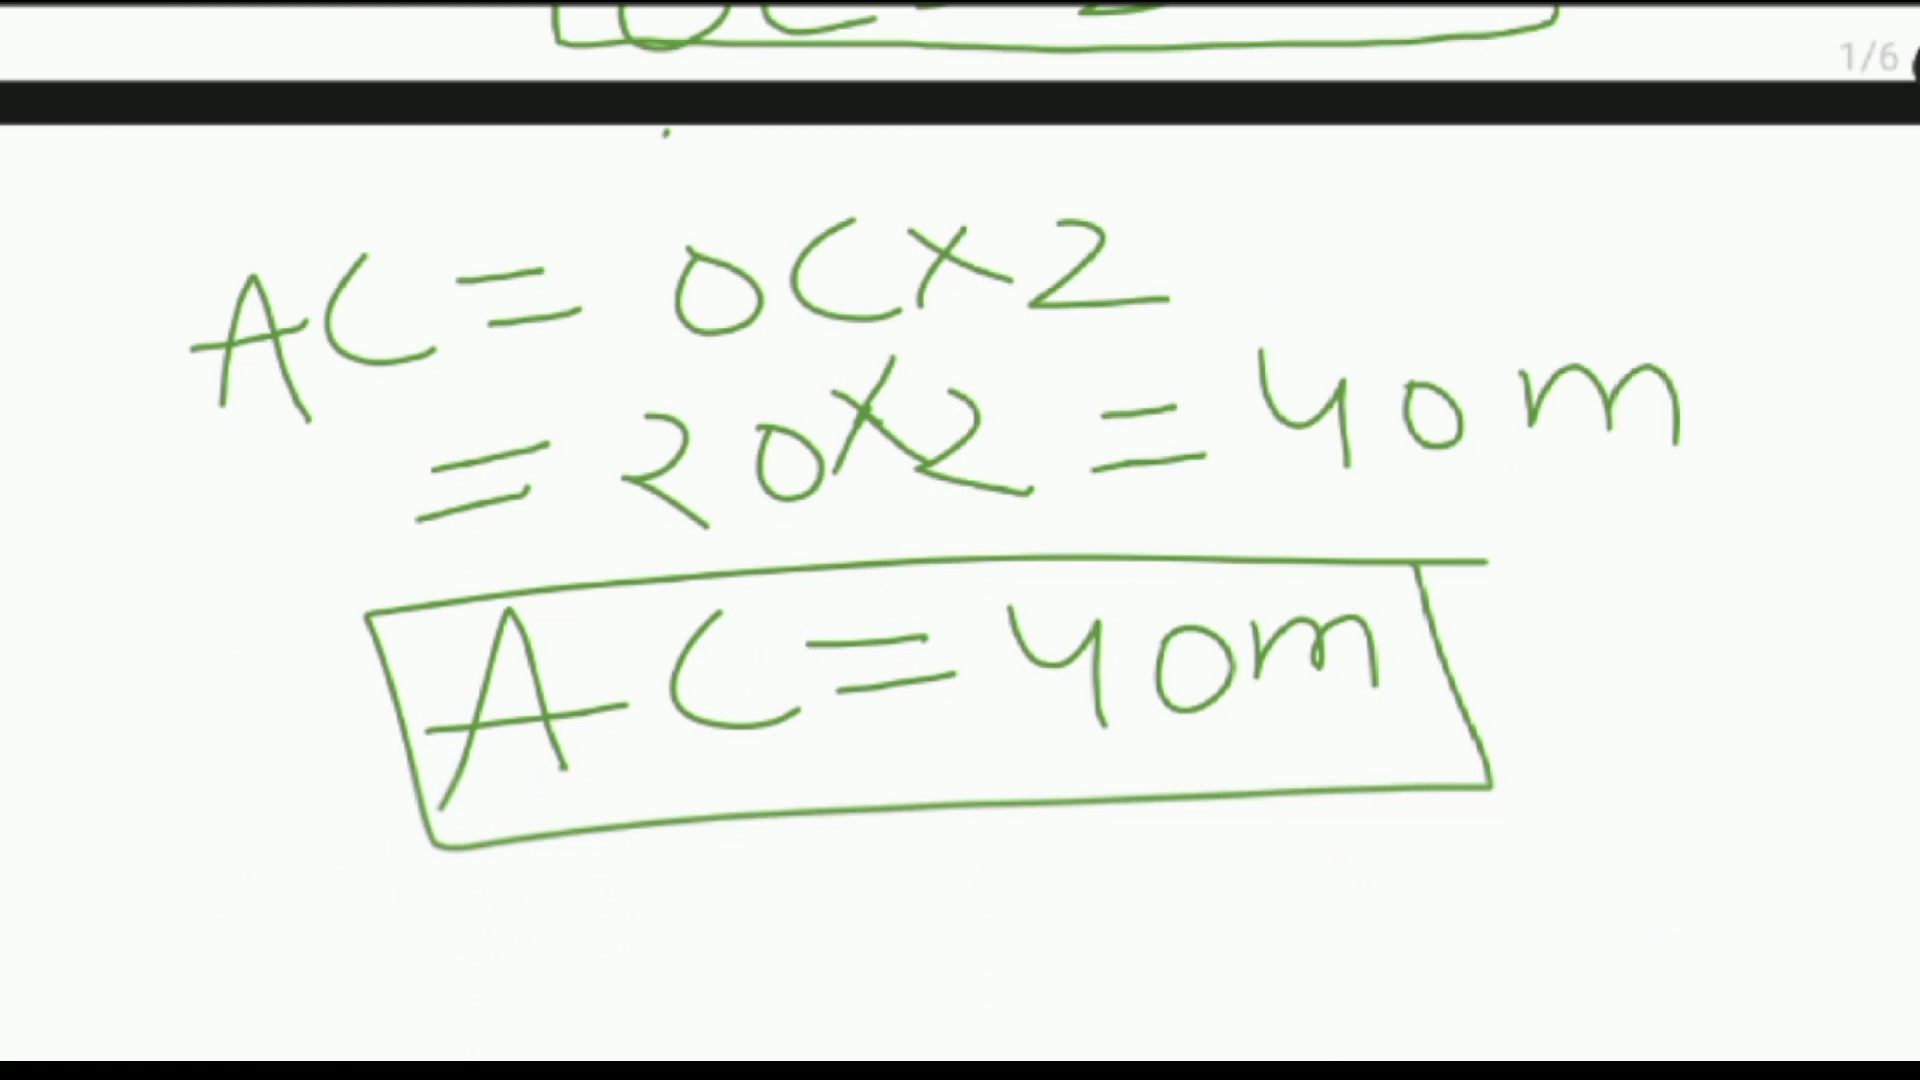 1/6
AC = OC×2
= 20×2 = 40m
AC = 40m